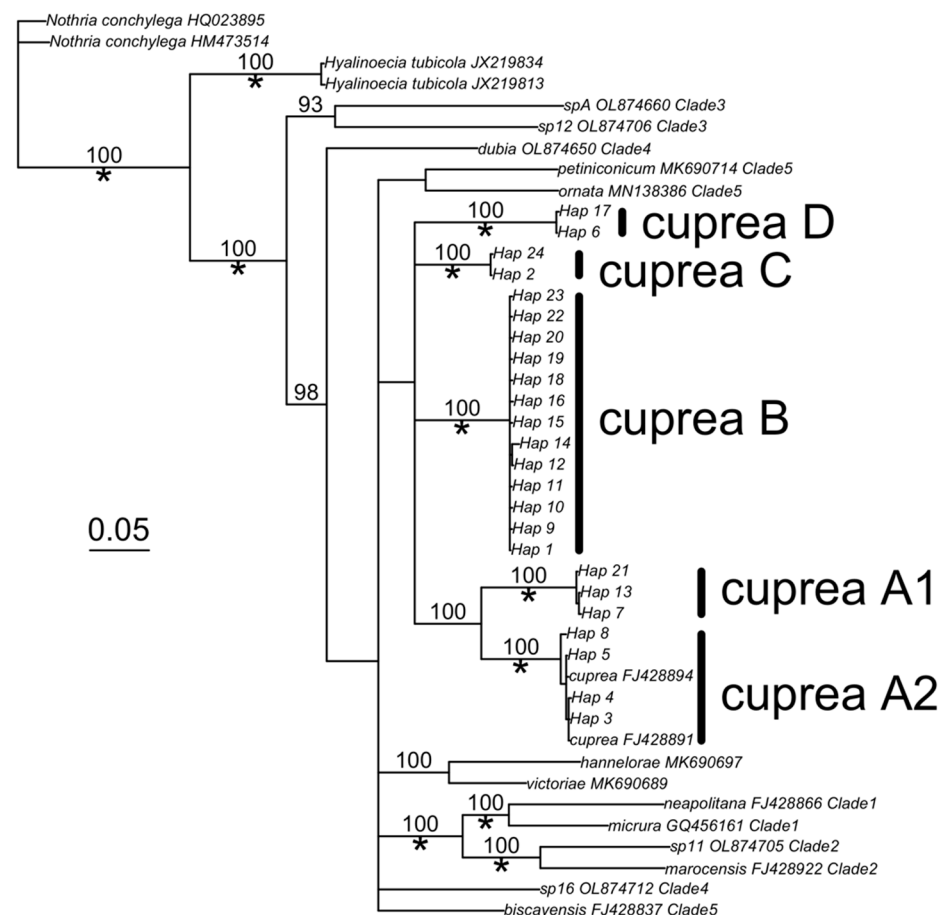 Nothria conchylega HQ023895
Nothria conchylega HM473514
100
*
Hyalinoecia tubicola JX219834
Hyalinoecia tubicola JX219813
93
spA OL874660 Clade3
sp12 OL874706 Clade3
100
*
dubia OL874650 Clade4
petiniconicum MK690714 Clade5
ornata MN138386 Clade5
100
*
Hap 17
Hap 6
cuprea D
100
*
100
*
Hap 24
Hap 2
cuprea C
Hap 23
Hap 22
Hap 20
Hap 19
Hap 18
98
100
*
Hap 16
Hap 15
Hap 14
Hap 12
Hap 11
Hap 10
Hap 9
Hap 1
cuprea B
0.05
100
100
*
Hap 21
Hap 13
Hap 7
cuprea A1
100
*
Hap 8
Hap 5
cuprea FJ428894
Hap 4
Hap 3
cuprea FJ428891
cuprea A2
100
hannelorae MK690697
victoriae MK690689
100
*
100
*
neapolitana FJ428866 Clade1
micrura GQ456161 Clade1
100
*
sp11 OL874705 Clade2
marocensis FJ428922 Clade2
sp16 OL874712 Clade4
biscayensis FJ428837 Clade5